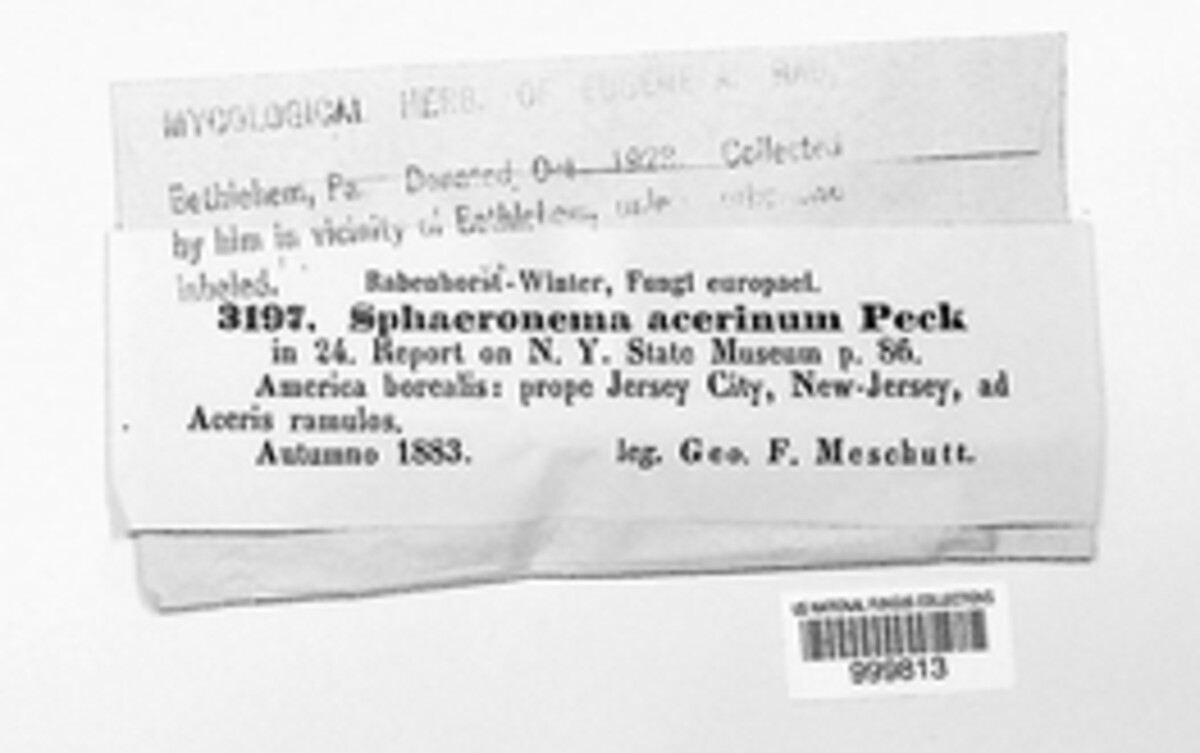 MYCOLOGICAL HERB. OF EUGENE A. RAU,
Bethlehem, Pa. Donated Oct. 1922. Collected
by him in vicinity of Bethlehem, unless otherwise
labeled.
Rabenhorst-Winter, Fungi europaei.
3197. Sphaeronema acerinum Peck
in 24. Report on N. Y. State Museum p. 86.
America borealis: prope Jersey City, New-Jersey, ad
Aceris ramulos.
Autumno 1883. leg. Geo. F. Meschutt.
US NATIONAL FUNGUS COLLECTIONS
999813